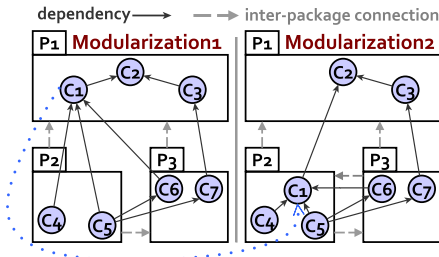 dependency inter-package connection
P1 Modularization1 P1 Modularization2
C2 C2
C1 C3 C3
P2 P3 P2 P3
C6 C7 C1 C6 C7
C4 C5 C4 C5